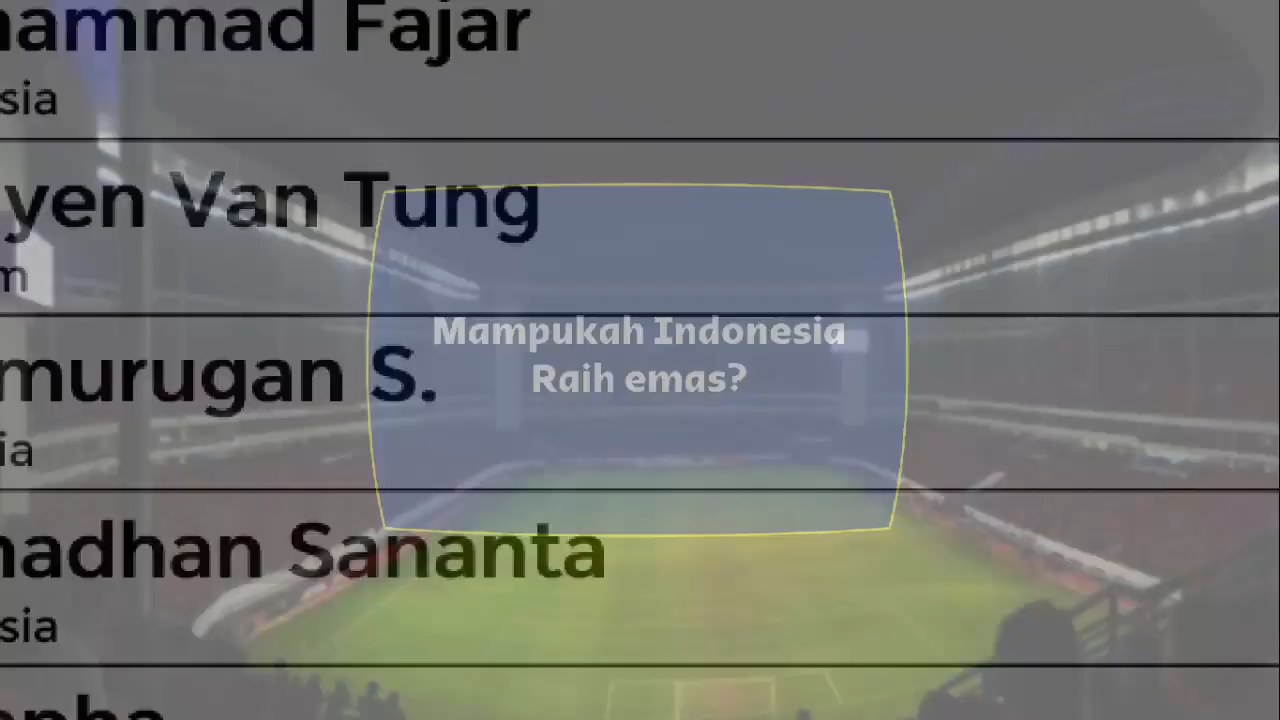 ammad Fajar
sia
yen Van Tung
m
Mampukah Indonesia
Raih emas?
murugan S.
ia
adhan Sananta
sia